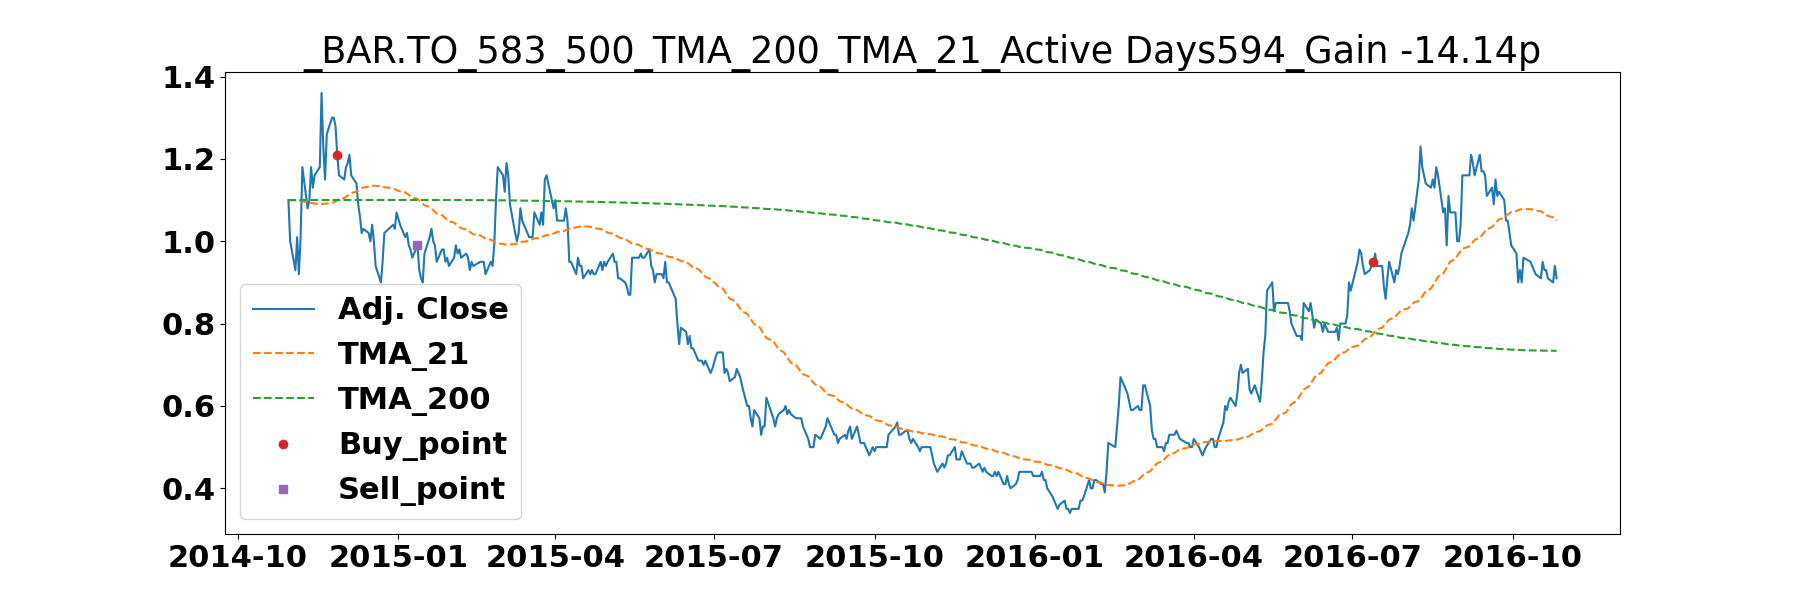 _BAR.TO_583_500_TMA_200_TMA_21_Active Days594_Gain -14.14p
1.4
1.2
1.0
0.8
0.6
0.4
Adj. Close
TMA_21
TMA_200
Buy_point
Sell_point
2014-10 2015-01 2015-04 2015-07 2015-10 2016-01 2016-04 2016-07 2016-10